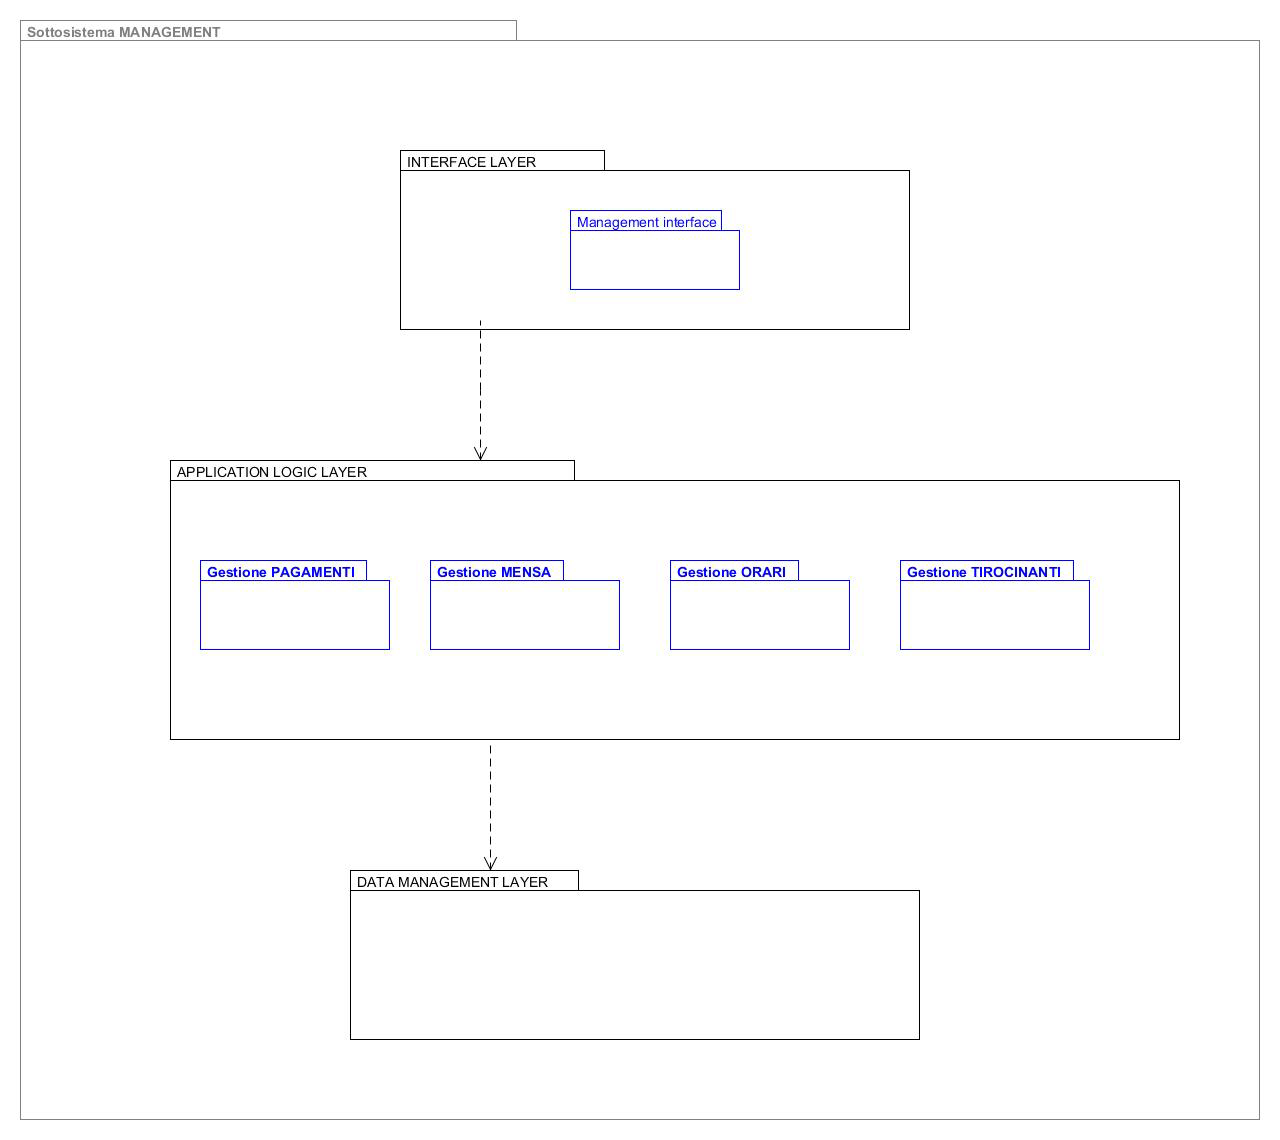 Sottosistema MANAGEMENT
INTERFACE LAYER
Management interface
APPLICATION LOGIC LAYER
Gestione PAGAMENTI
Gestione MENSA
Gestione ORARI
Gestione TIROCINANTI
DATA MANAGEMENT LAYER